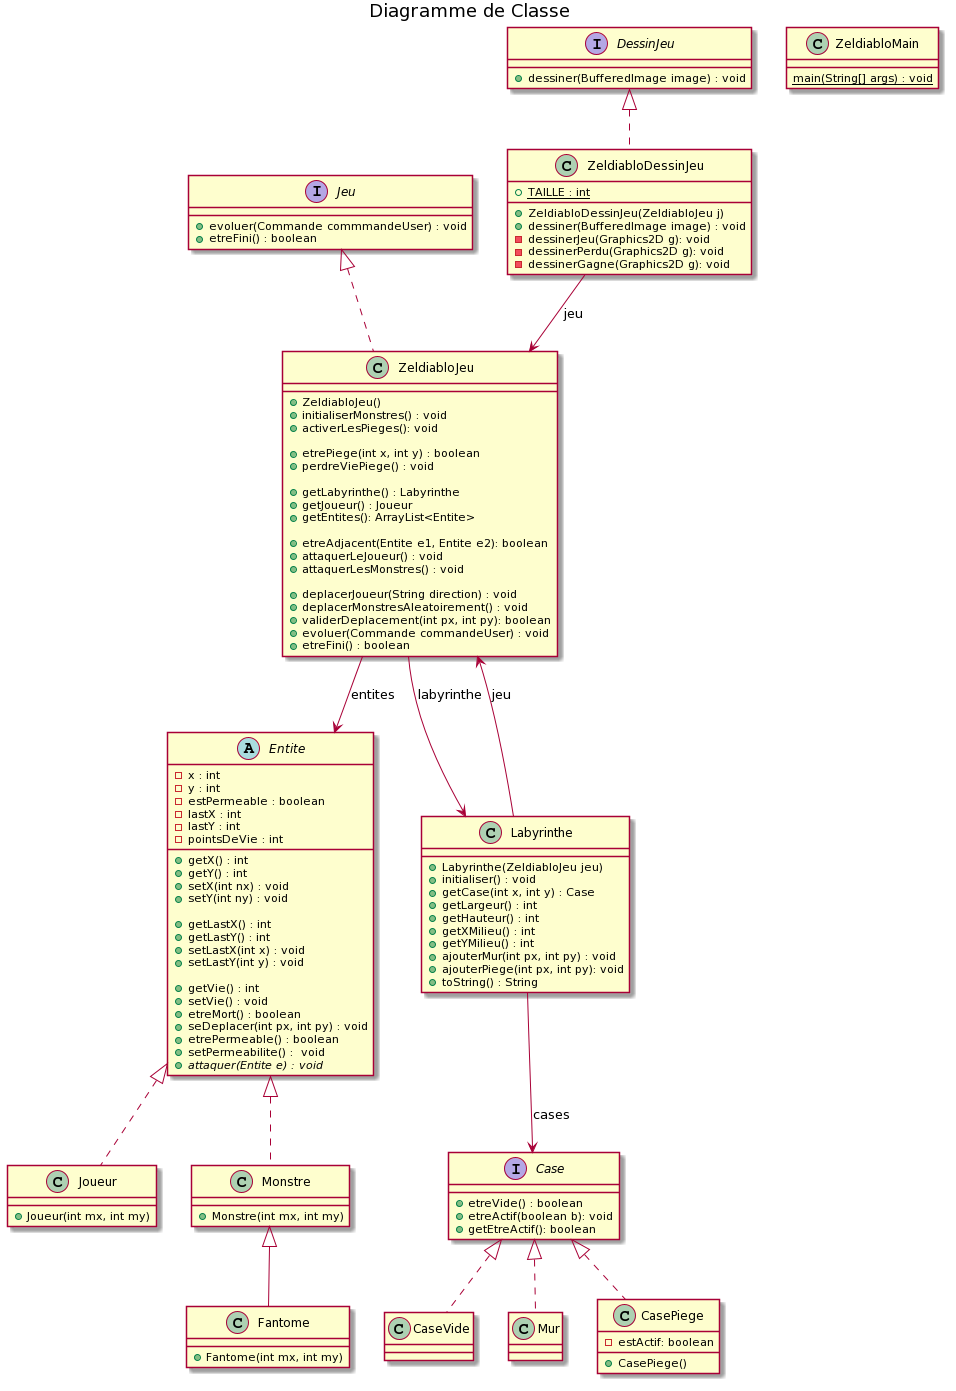 Diagramme de Classe
I DessinJeu
dessiner(BufferedImage image) : void
C ZeldiabloMain
main(String[] args) : void
C ZeldiabloDessinJeu
TAILLE : int
ZeldiabloDessinJeu(ZeldiabloJeu j)
dessiner(BufferedImage image) : void
dessinerJeu(Graphics2D g): void
dessinerPerdu(Graphics2D g): void
dessinerGagne(Graphics2D g): void
I Jeu
evoluer(Commande commmandeUser) : void
etreFini() : boolean
jeu
C ZeldiabloJeu
ZeldiabloJeu()
initialiserMonstres() : void
activerLesPieges(): void
etrePiege(int x, int y) : boolean
perdreViePiege() : void
getLabyrinthe() : Labyrinthe
getJoueur() : Joueur
getEntites(): ArrayList<Entite>
etreAdjacent(Entite e1, Entite e2): boolean
attaquerLeJoueur() : void
attaquerLesMonstres() : void
deplacerJoueur(String direction) : void
deplacerMonstresAleatoirement() : void
validerDeplacement(int px, int py): boolean
evoluer(Commande commandeUser) : void
etreFini() : boolean
entites
labyrinthe
jeu
A Entite
x : int
y : int
estPermeable : boolean
lastX : int
lastY : int
pointsDeVie : int
getX() : int
getY() : int
setX(int nx) : void
setY(int ny) : void
getLastX() : int
getLastY() : int
setLastX(int x) : void
setLastY(int y) : void
getVie() : int
setVie() : void
etreMort() : boolean
seDeplacer(int px, int py) : void
etrePermeable() : boolean
setPermeabilite() :  void
attaquer(Entite e) : void
C Labyrinthe
Labyrinthe(ZeldiabloJeu jeu)
initialiser() : void
getCase(int x, int y) : Case
getLargeur() : int
getHauteur() : int
getXMilieu() : int
getYMilieu() : int
ajouterMur(int px, int py) : void
ajouterPiege(int px, int py): void
toString() : String
cases
C Joueur
Joueur(int mx, int my)
C Monstre
Monstre(int mx, int my)
I Case
etreVide() : boolean
etreActif(boolean b): void
getEtreActif(): boolean
C Fantome
Fantome(int mx, int my)
C CaseVide
C Mur
C CasePiege
estActif: boolean
CasePiege()